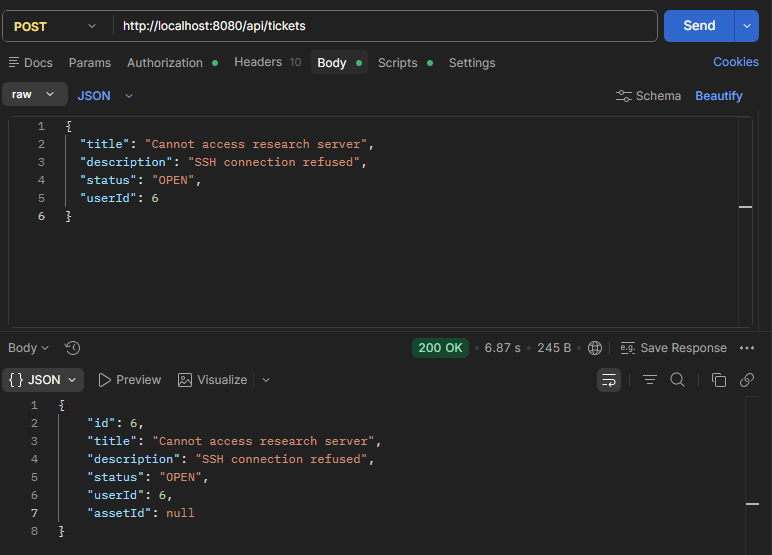 POST http://localhost:8080/api/tickets Send
Docs Params Authorization Headers 10 Body Scripts Settings Cookies
raw JSON Schema Beautify
1 {
2 "title": "Cannot access research server",
3 "description": "SSH connection refused",
4 "status": "OPEN",
5 "userId": 6
6 }
Body 200 OK • 6.87 s • 245 B • e.g. Save Response
{} JSON Preview Visualize
1 {
2 "id": 6,
3 "title": "Cannot access research server",
4 "description": "SSH connection refused",
5 "status": "OPEN",
6 "userId": 6,
7 "assetId": null
8 }